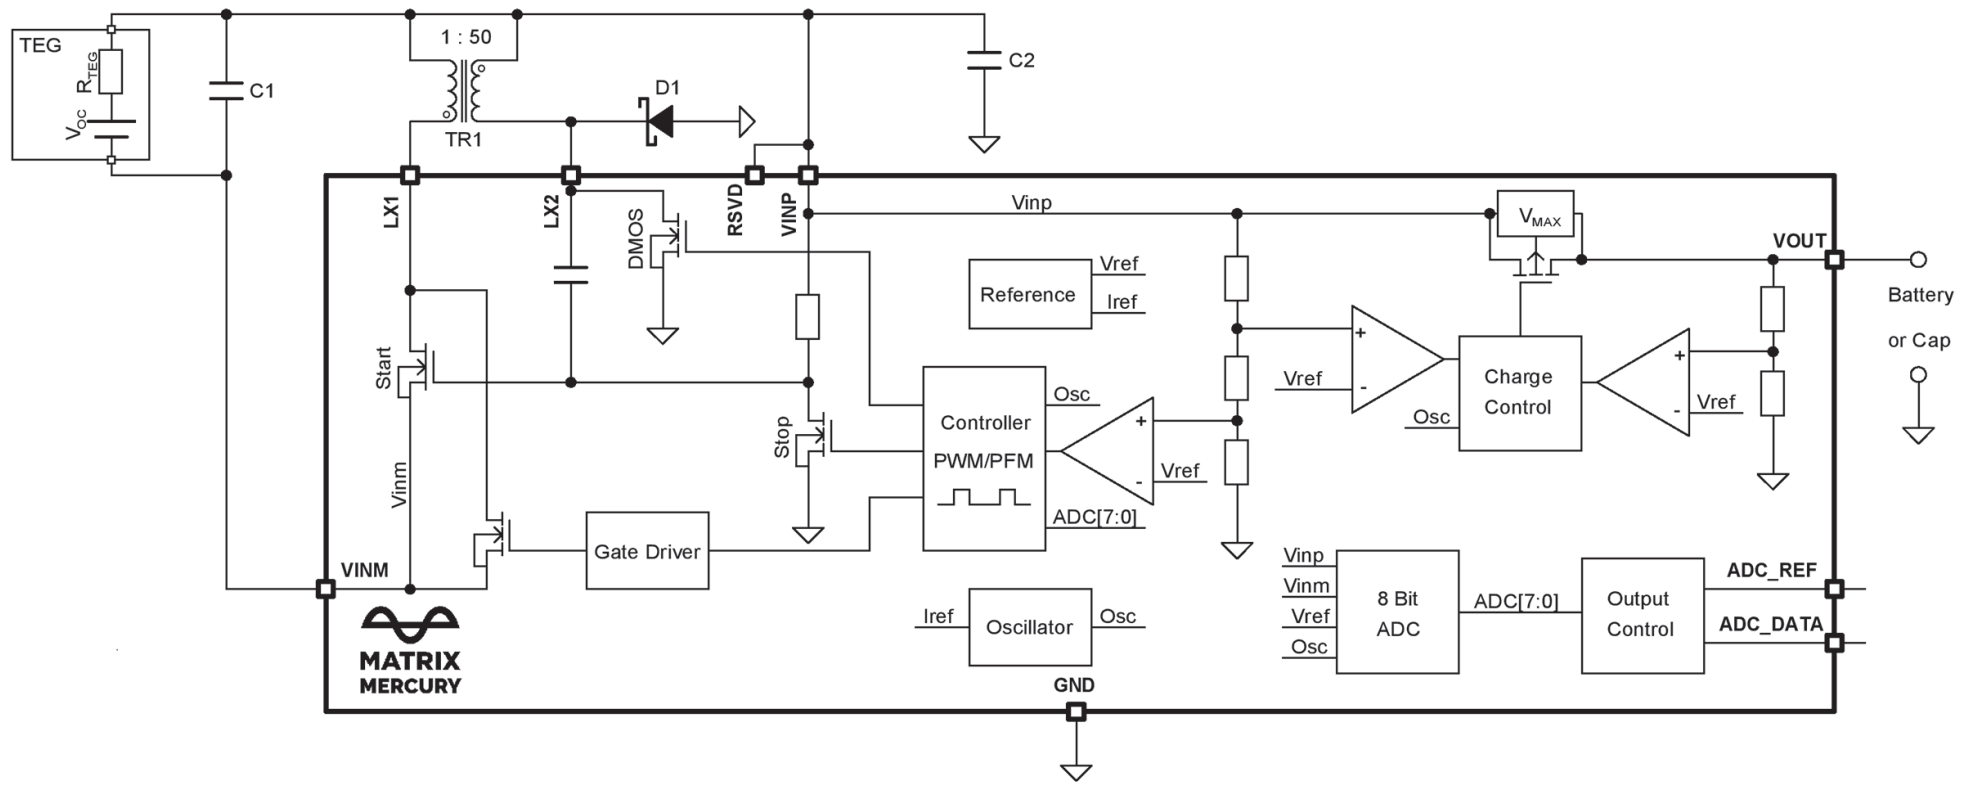 TEG
R_TEG
V_OC
C1
1 : 50
TR1
D1
C2
LX1
LX2
RSVD
VINP
DMOS
Vinp
V_MAX
VOUT
Battery
or Cap
Reference
Vref
Iref
Start
Stop
Vinm
VINM
Controller
PWM/PFM
Osc
ADC[7:0]
+
-
Vref
+
-
Vref
Charge
Control
Osc
+
-
Vref
Gate Driver
Iref
Oscillator
Osc
Vinp
Vinm
Vref
Osc
8 Bit
ADC
ADC[7:0]
Output
Control
ADC_REF
ADC_DATA
MATRIX
MERCURY
GND